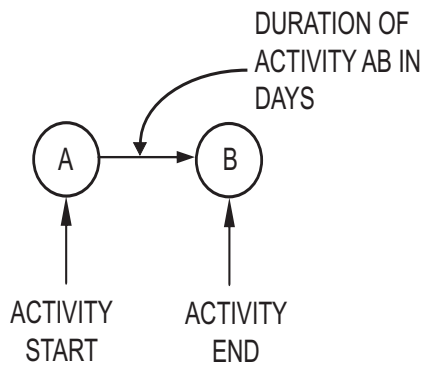 DURATION OF
ACTIVITY AB IN
DAYS
A
B
ACTIVITY
START
ACTIVITY
END